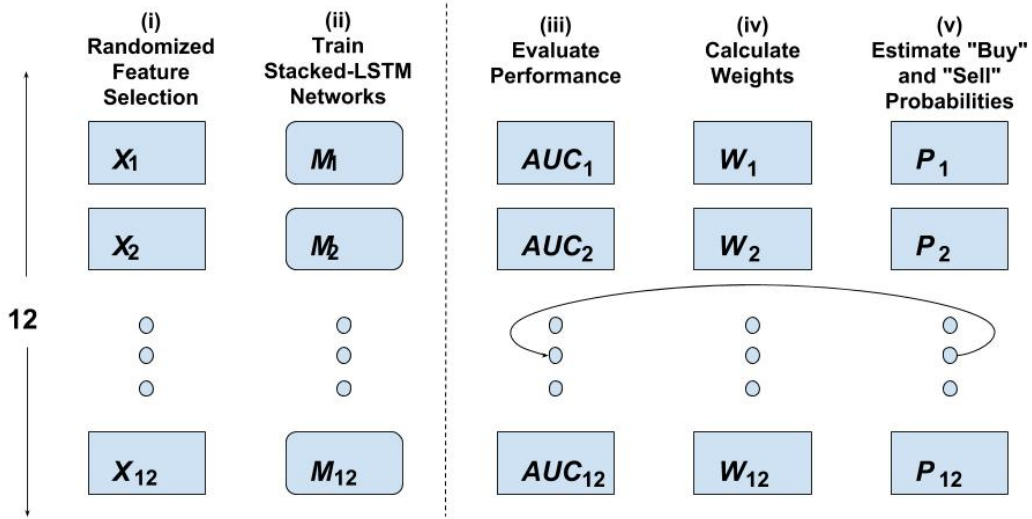 (i)
Randomized
Feature
Selection
(ii)
Train
Stacked-LSTM
Networks
(iii)
Evaluate
Performance
(iv)
Calculate
Weights
(v)
Estimate "Buy"
and "Sell"
Probabilities
X1
M1
AUC1
W1
P1
X2
M2
AUC2
W2
P2
12
X12
M12
AUC12
W12
P12